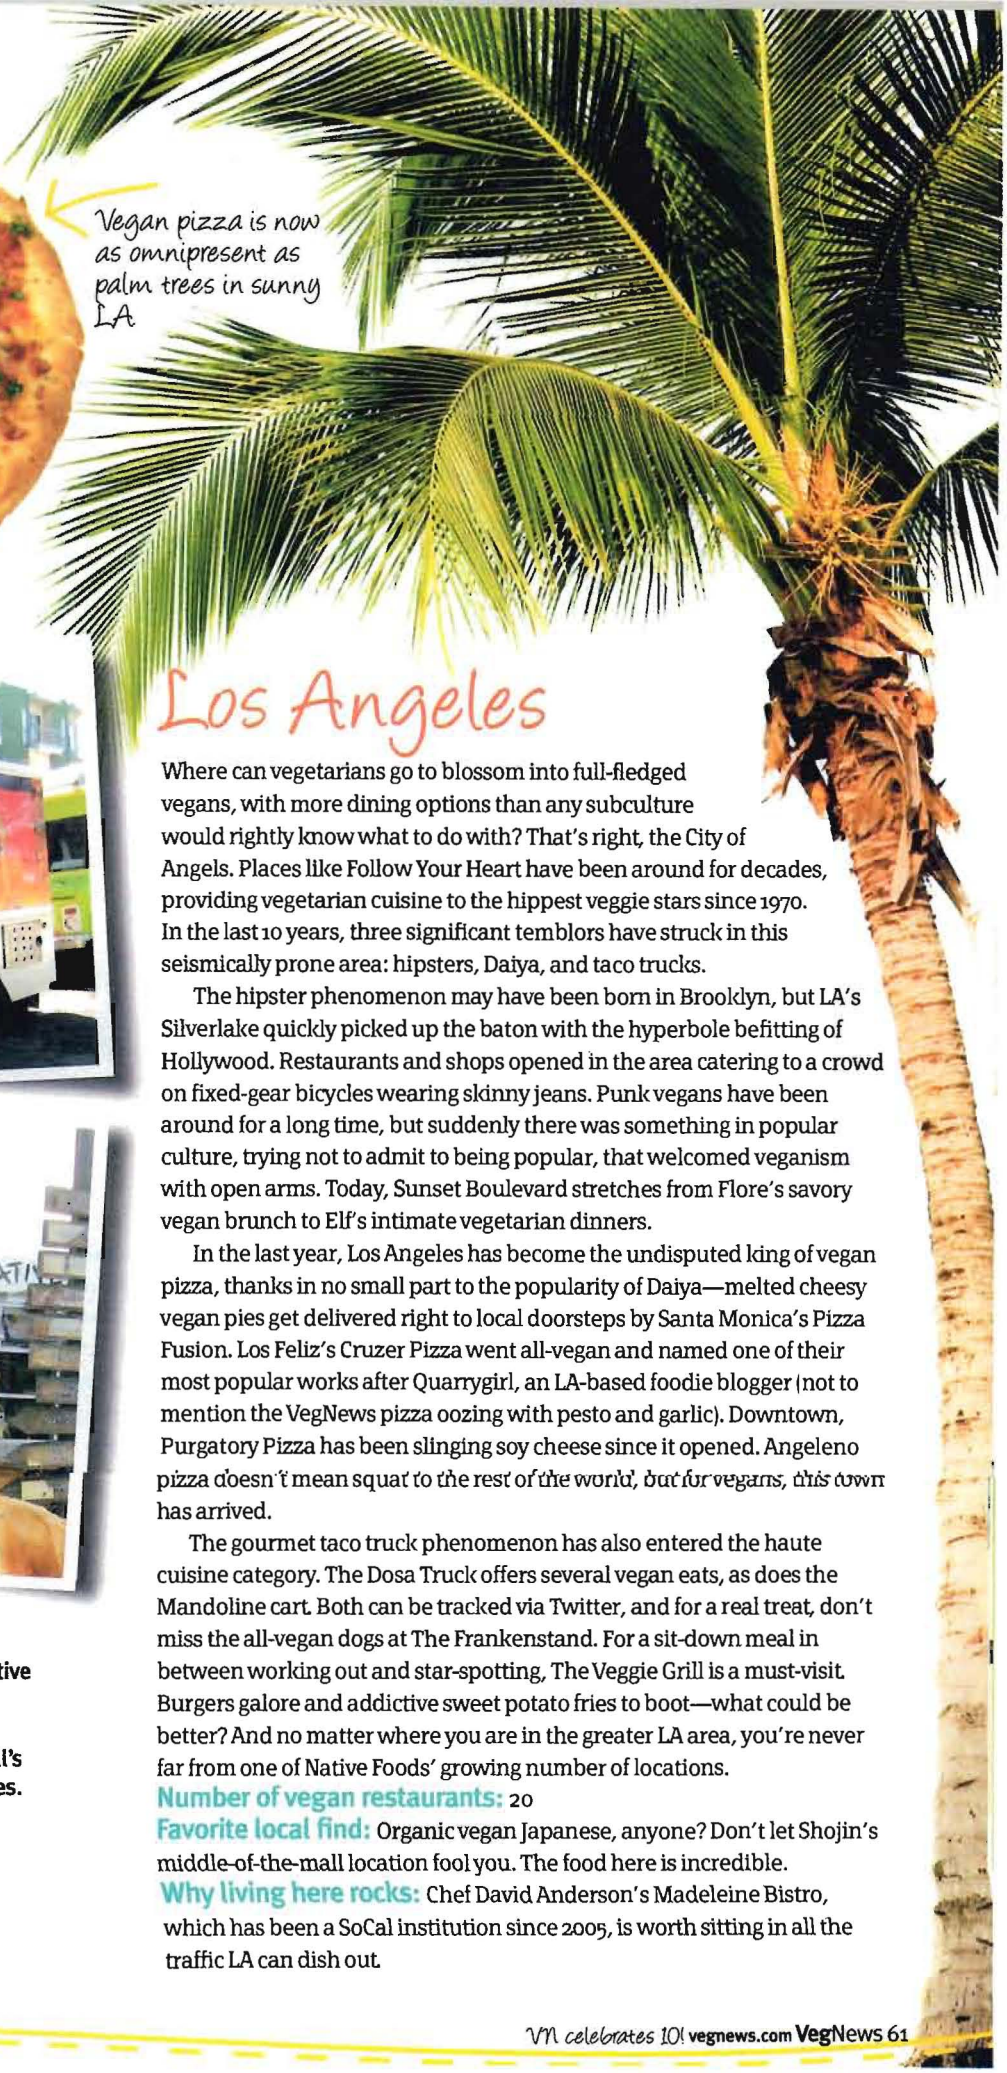 Vegan pizza is now
as omnipresent as
palm trees in sunny
LA
Los Angeles
Where can vegetarians go to blossom into full-fledged
vegans, with more dining options than any subculture
would rightly know what to do with? That's right, the City of
Angels. Places like Follow Your Heart have been around for decades,
providing vegetarian cuisine to the hippest veggie stars since 1970.
In the last 10 years, three significant temblors have struck in this
seismically prone area: hipsters, Daiya, and taco trucks.
The hipster phenomenon may have been born in Brooklyn, but LA's
Silverlake quickly picked up the baton with the hyperbole befitting of
Hollywood. Restaurants and shops opened in the area catering to a crowd
on fixed-gear bicycles wearing skinny jeans. Punk vegans have been
around for a long time, but suddenly there was something in popular
culture, trying not to admit to being popular, that welcomed veganism
with open arms. Today, Sunset Boulevard stretches from Flore's savory
vegan brunch to Elf's intimate vegetarian dinners.
In the last year, Los Angeles has become the undisputed king of vegan
pizza, thanks in no small part to the popularity of Daiya—melted cheesy
vegan pies get delivered right to local doorsteps by Santa Monica's Pizza
Fusion. Los Feliz's Cruzer Pizza went all-vegan and named one of their
most popular works after Quarrygirl, an LA-based foodie blogger (not to
mention the VegNews pizza oozing with pesto and garlic). Downtown,
Purgatory Pizza has been slinging soy cheese since it opened. Angeleno
pizza doesn't mean squat to the rest of the world, but for vegans, this town
has arrived.
The gourmet taco truck phenomenon has also entered the haute
cuisine category. The Dosa Truck offers several vegan eats, as does the
Mandoline cart. Both can be tracked via Twitter, and for a real treat, don't
miss the all-vegan dogs at The Frankenstand. For a sit-down meal in
between working out and star-spotting, The Veggie Grill is a must-visit.
Burgers galore and addictive sweet potato fries to boot—what could be
better? And no matter where you are in the greater LA area, you're never
far from one of Native Foods' growing number of locations.
Number of vegan restaurants: 20
Favorite local find: Organic vegan Japanese, anyone? Don't let Shojin's
middle-of-the-mall location fool you. The food here is incredible.
Why living here rocks: Chef David Anderson's Madeleine Bistro,
which has been a SoCal institution since 2005, is worth sitting in all the
traffic LA can dish out.
VN celebrates 10! vegnews.com VegNews 61